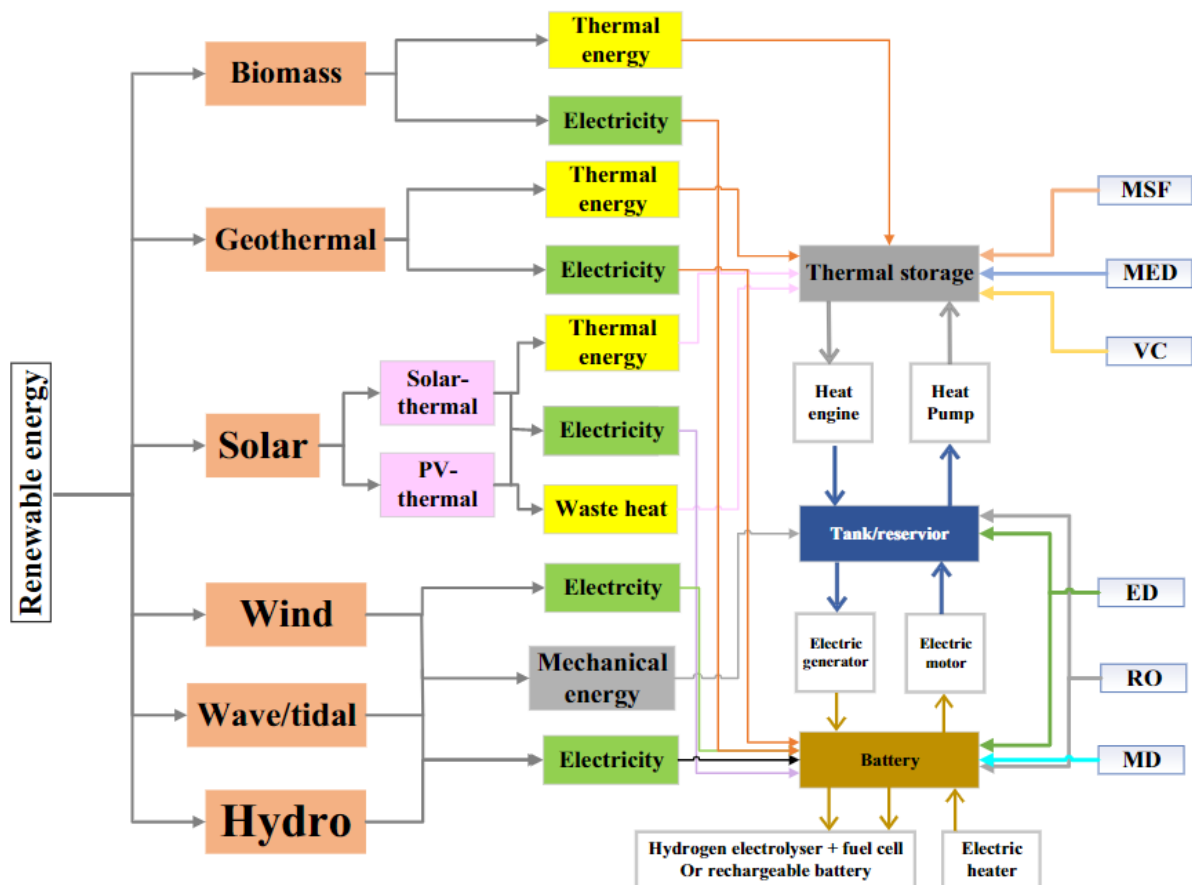 Renewable energy
Biomass
Geothermal
Solar
Wind
Wave/tidal
Hydro
Solar-
thermal
PV-
thermal
Thermal
energy
Electricity
Thermal
energy
Electricity
Thermal
energy
Electricity
Waste heat
Electrcity
Mechanical
energy
Electricity
Thermal storage
Heat
engine
Heat
Pump
Tank/reservior
Electric
generator
Electric
motor
Battery
Hydrogen electrolyser + fuel cell
Or rechargeable battery
Electric
heater
MSF
MED
VC
ED
RO
MD